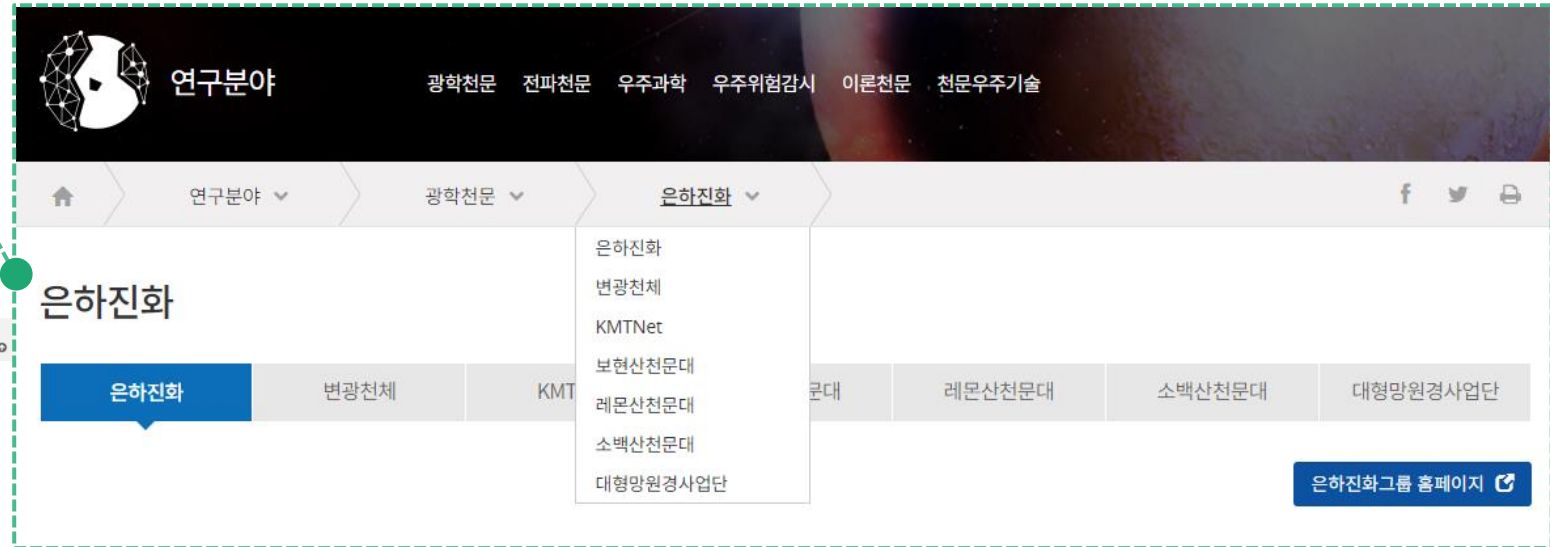 연구분야
광학천문 전파천문 우주과학 우주위험감시 이론천문 천문우주기술
연구분야 광학천문 은하진화
은하진화
변광천체
KMTNet
보현산천문대
레몬산천문대
소백산천문대
대형망원경사업단
은하진화
은하진화 변광천체 KMT 문대 레몬산천문대 소백산천문대 대형망원경사업단
은하진화그룹 홈페이지